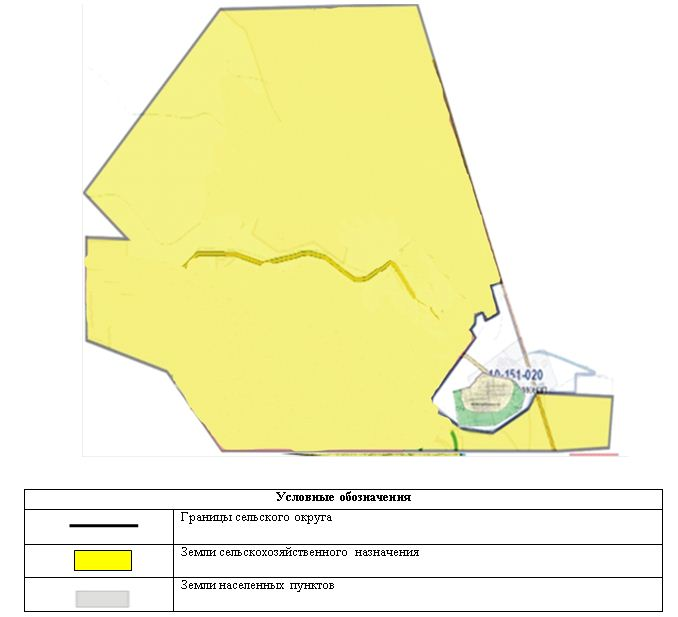 10-151-020
Условные обозначения
Границы сельского округа
Земли сельскохозяйственного назначения
Земли населенных пунктов